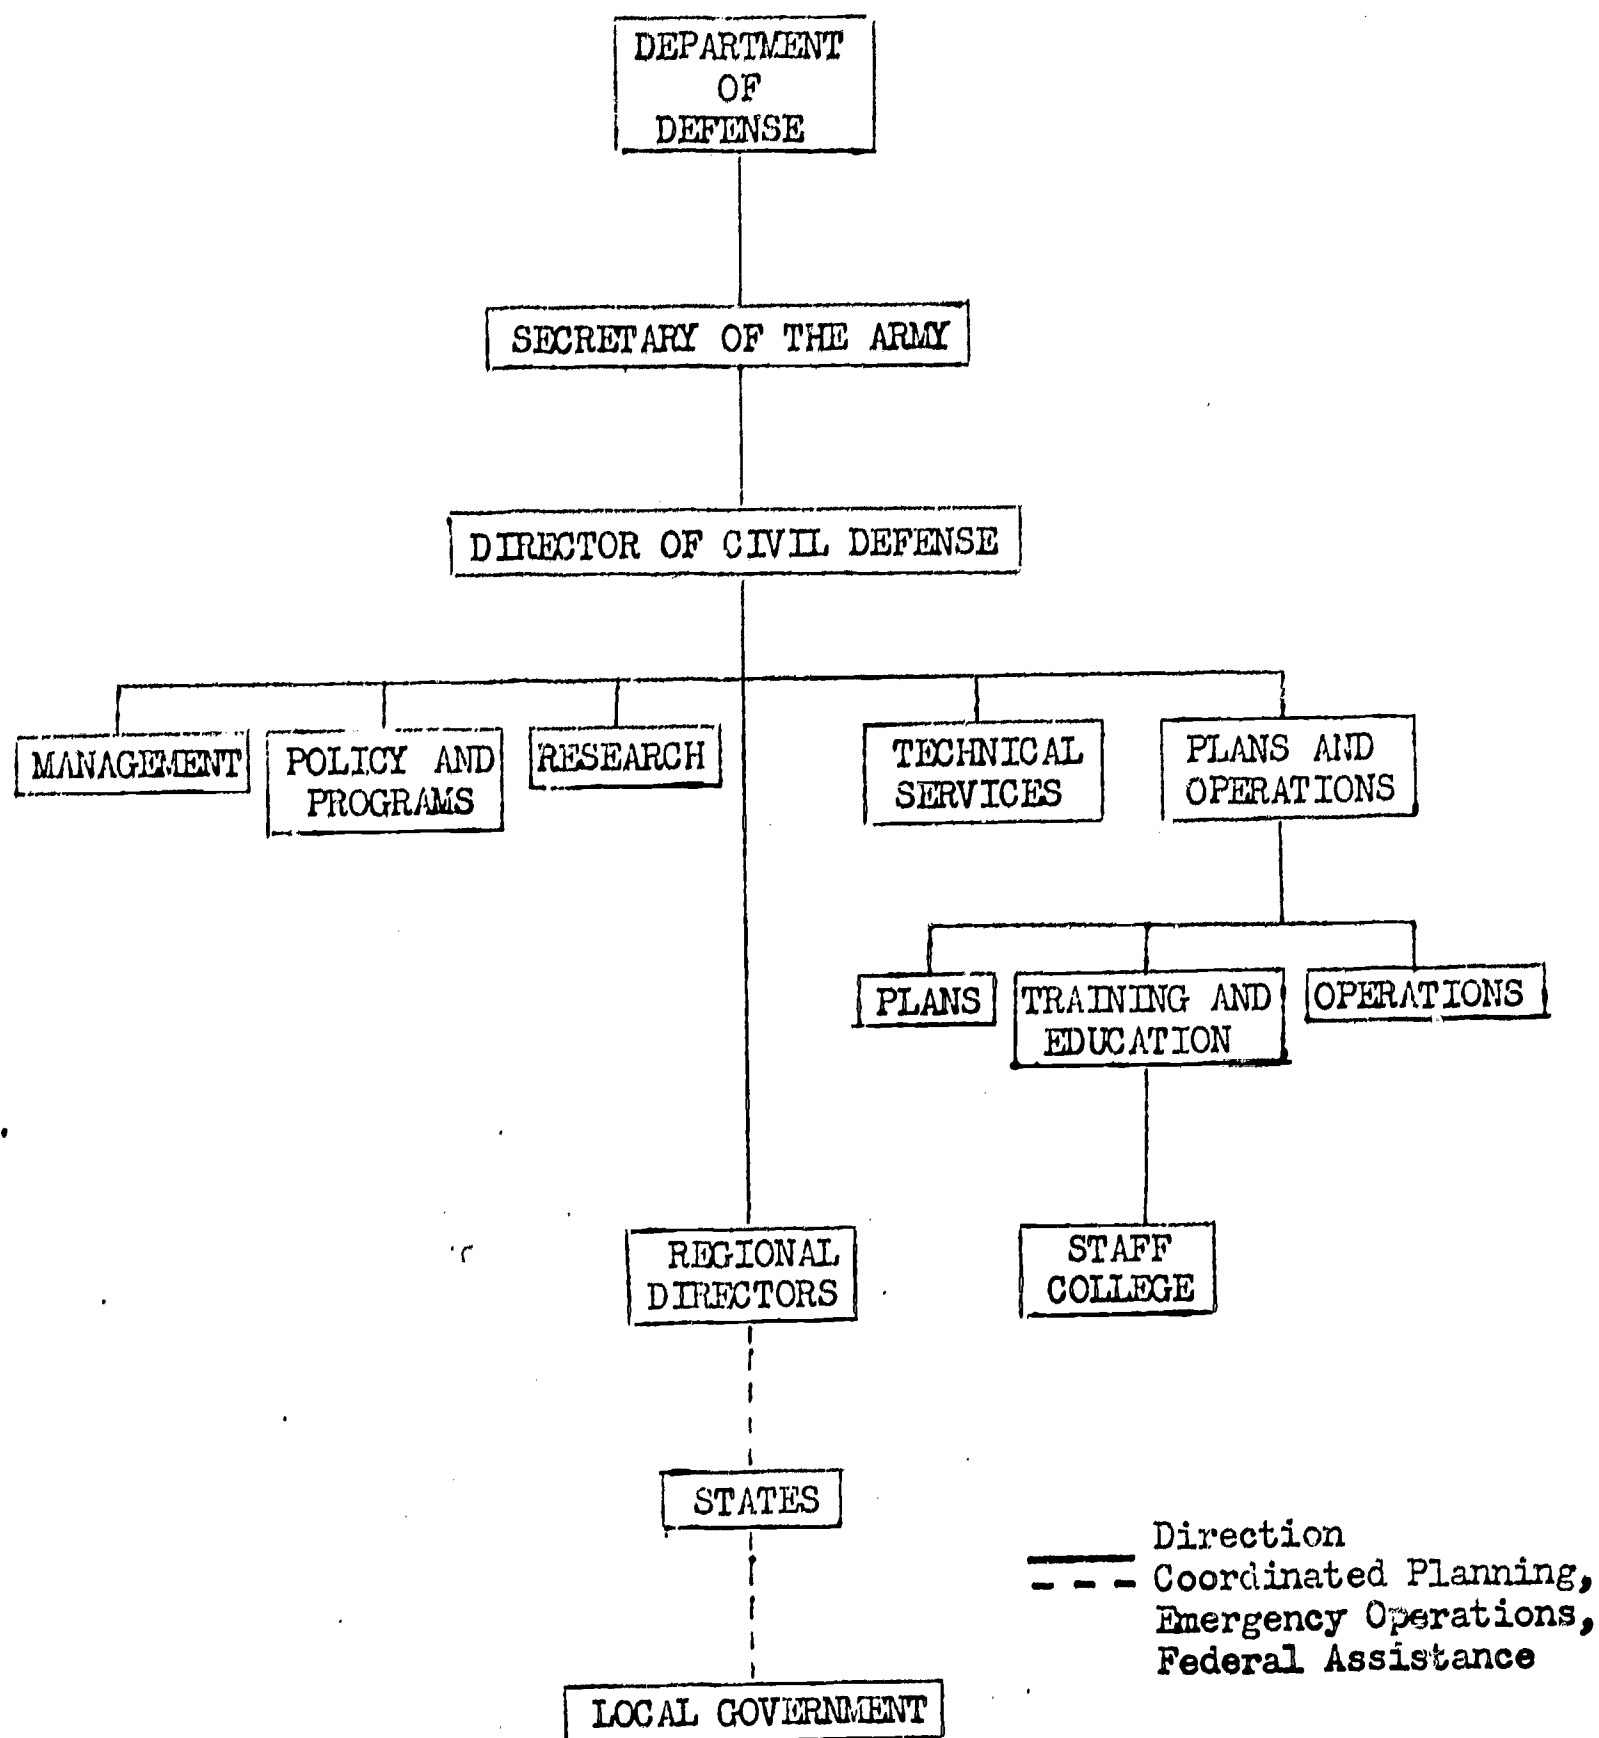 DEPARTMENT
OF
DEFENSE
SECRETARY OF THE ARMY
DIRECTOR OF CIVIL DEFENSE
MANAGEMENT
POLICY AND
PROGRAMS
RESEARCH
TECHNICAL
SERVICES
PLANS AND
OPERATIONS
PLANS
TRAINING AND
EDUCATION
OPERATIONS
REGIONAL
DIRECTORS
STAFF
COLLEGE
STATES
Direction
Coordinated Planning,
Emergency Operations,
Federal Assistance
LOCAL GOVERNMENT